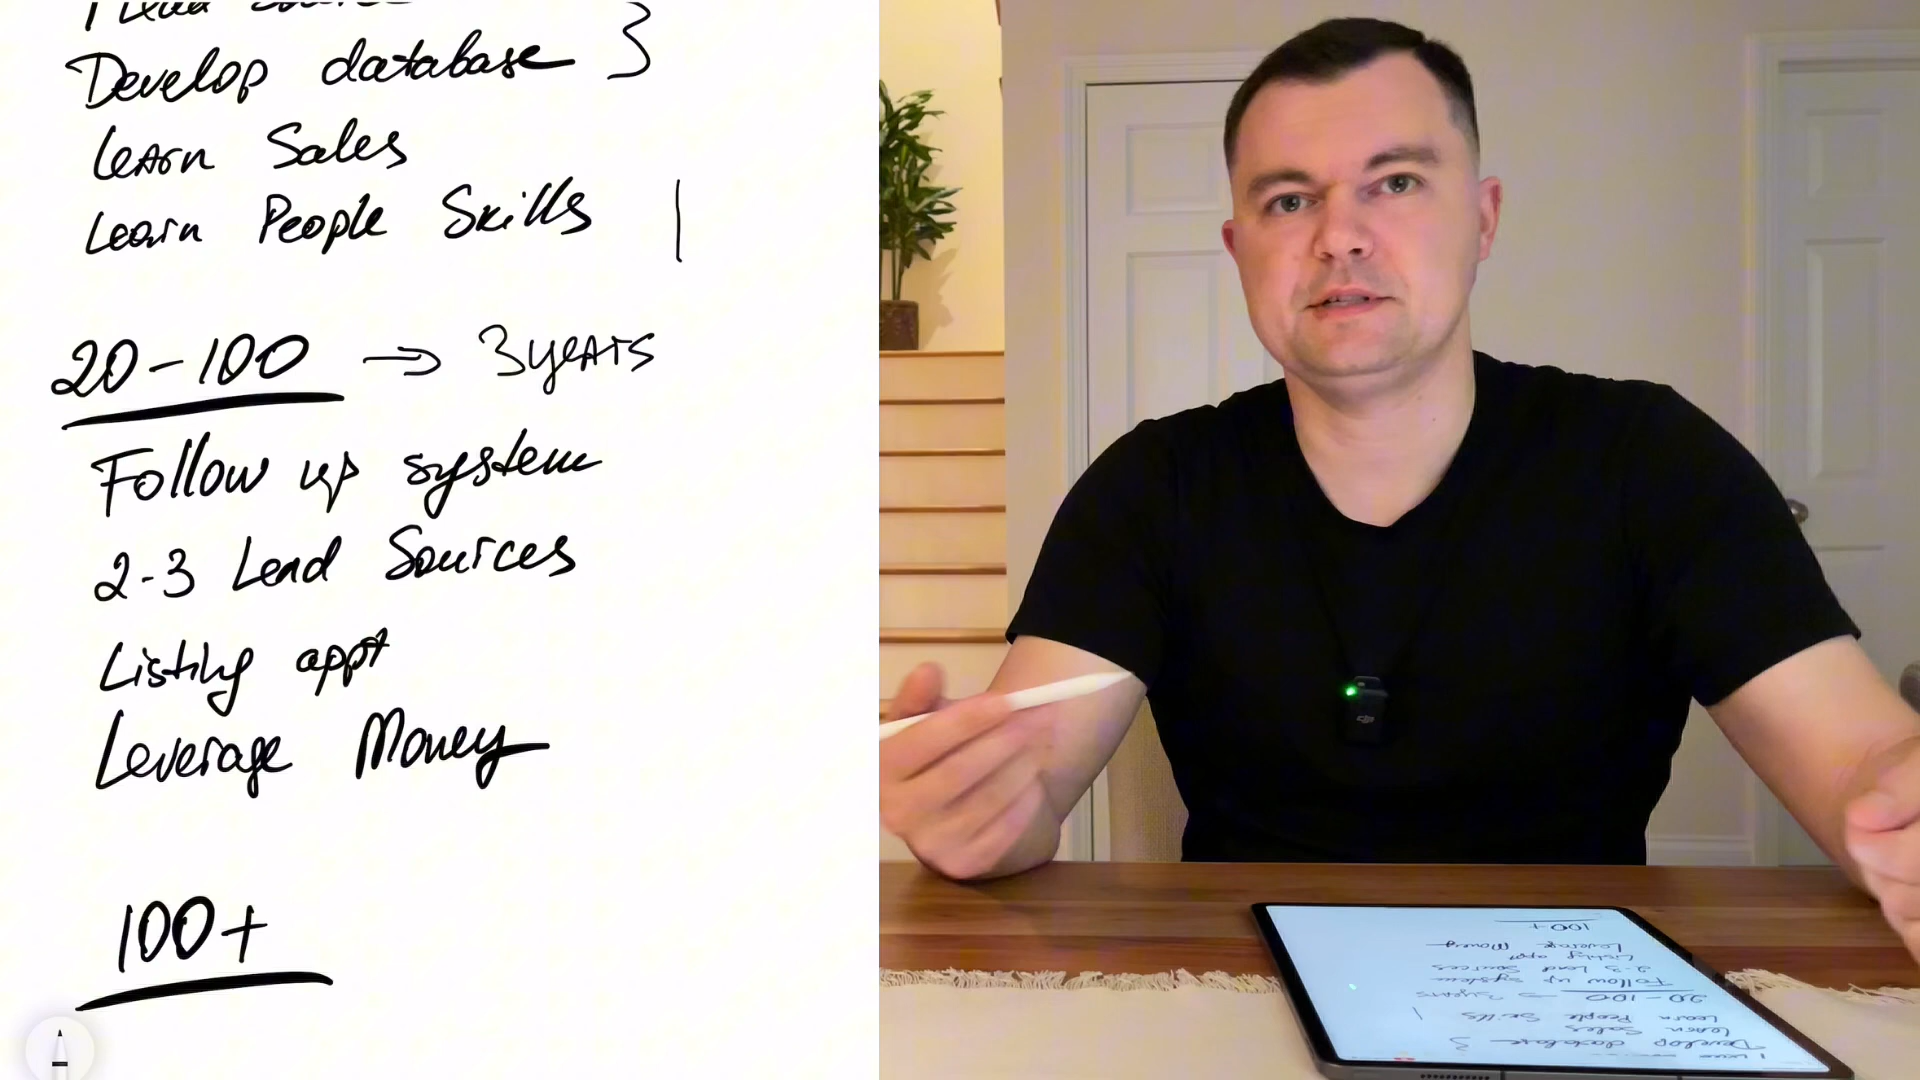 Develop database
Learn Sales
Learn People Skills
20-100 → 3 years
Follow up system
2-3 Lead Sources
Listing appt
Leverage Money
100+